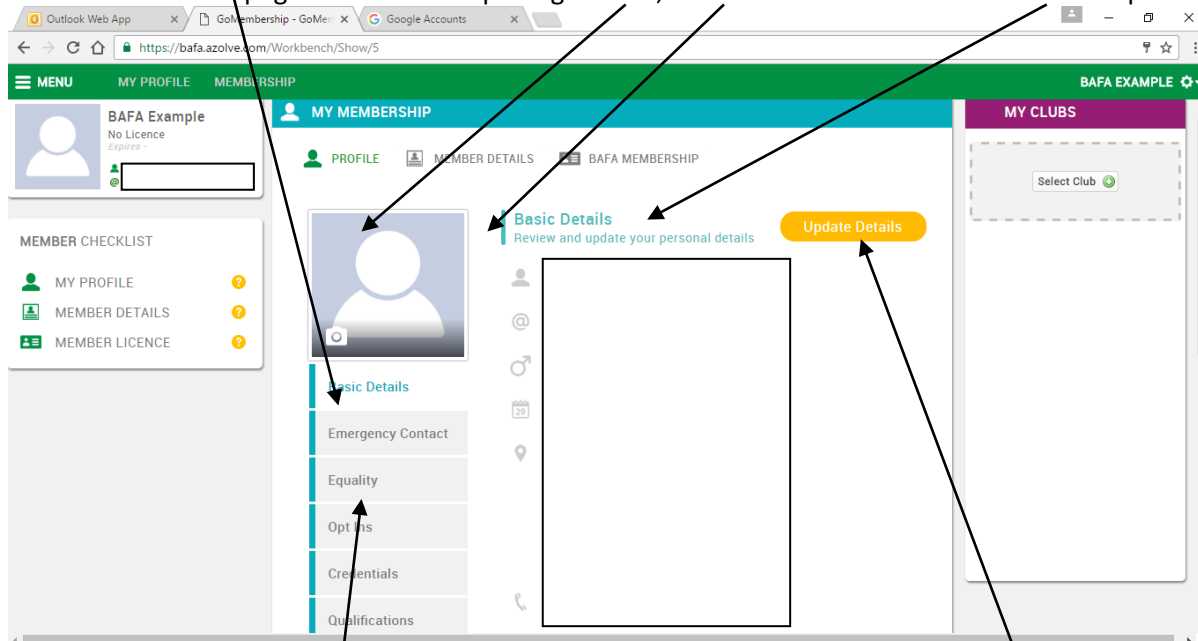 Outlook Web App
GoMembership - GoMem
Google Accounts
https://bafa.azolve.com/Workbench/Show/5
MENU MY PROFILE MEMBERSHIP
BAFA EXAMPLE
BAFA Example
No Licence
Expires -
@
MEMBER CHECKLIST
MY PROFILE ?
MEMBER DETAILS ?
MEMBER LICENCE ?
MY MEMBERSHIP
PROFILE MEMBER DETAILS BAFA MEMBERSHIP
Basic Details
Review and update your personal details
Update Details
@
29
Basic Details
Emergency Contact
Equality
Opt Ins
Credentials
Qualifications
MY CLUBS
Select Club